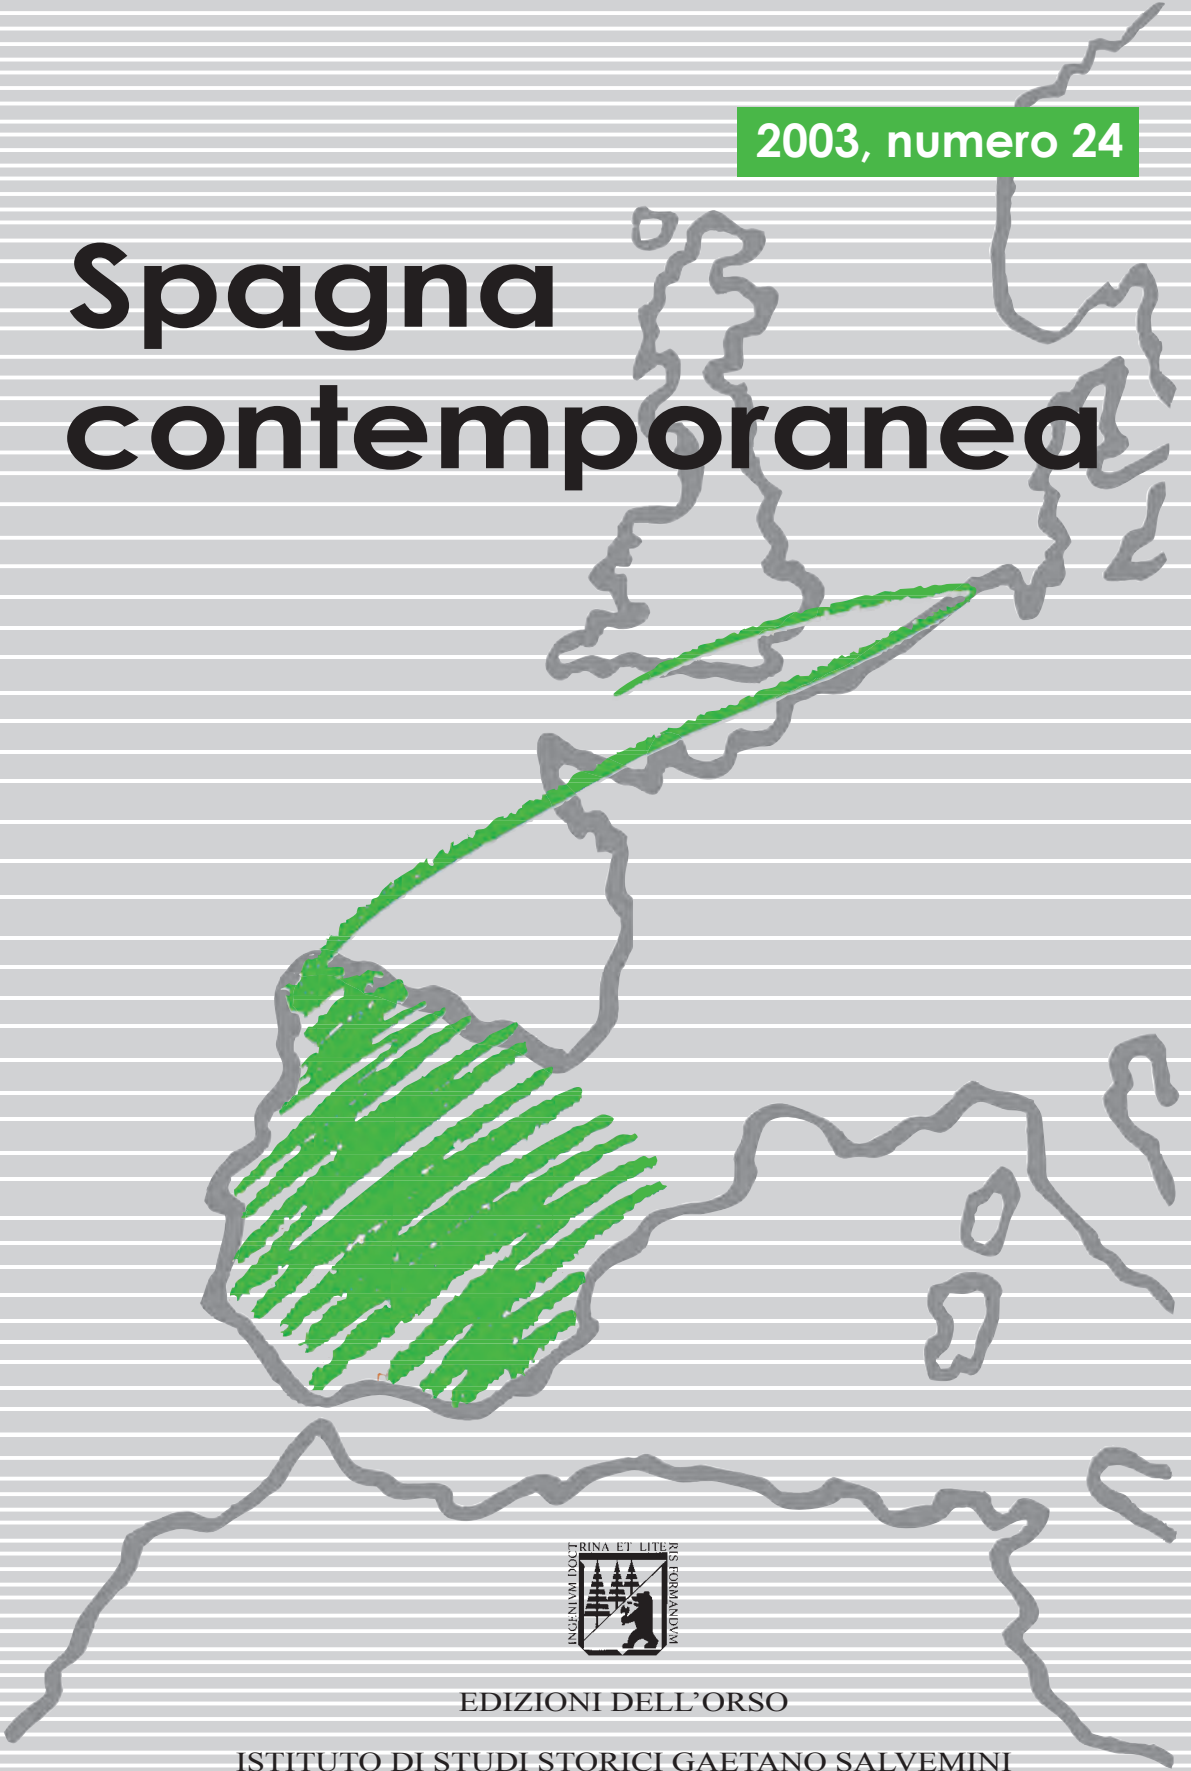 2003, numero 24
Spagna
contemporanea
INGENIVM DOCT
RINA ET LITE
RIS FORMANDVM
EDIZIONI DELL’ORSO
ISTITUTO DI STUDI STORICI GAETANO SALVEMINI